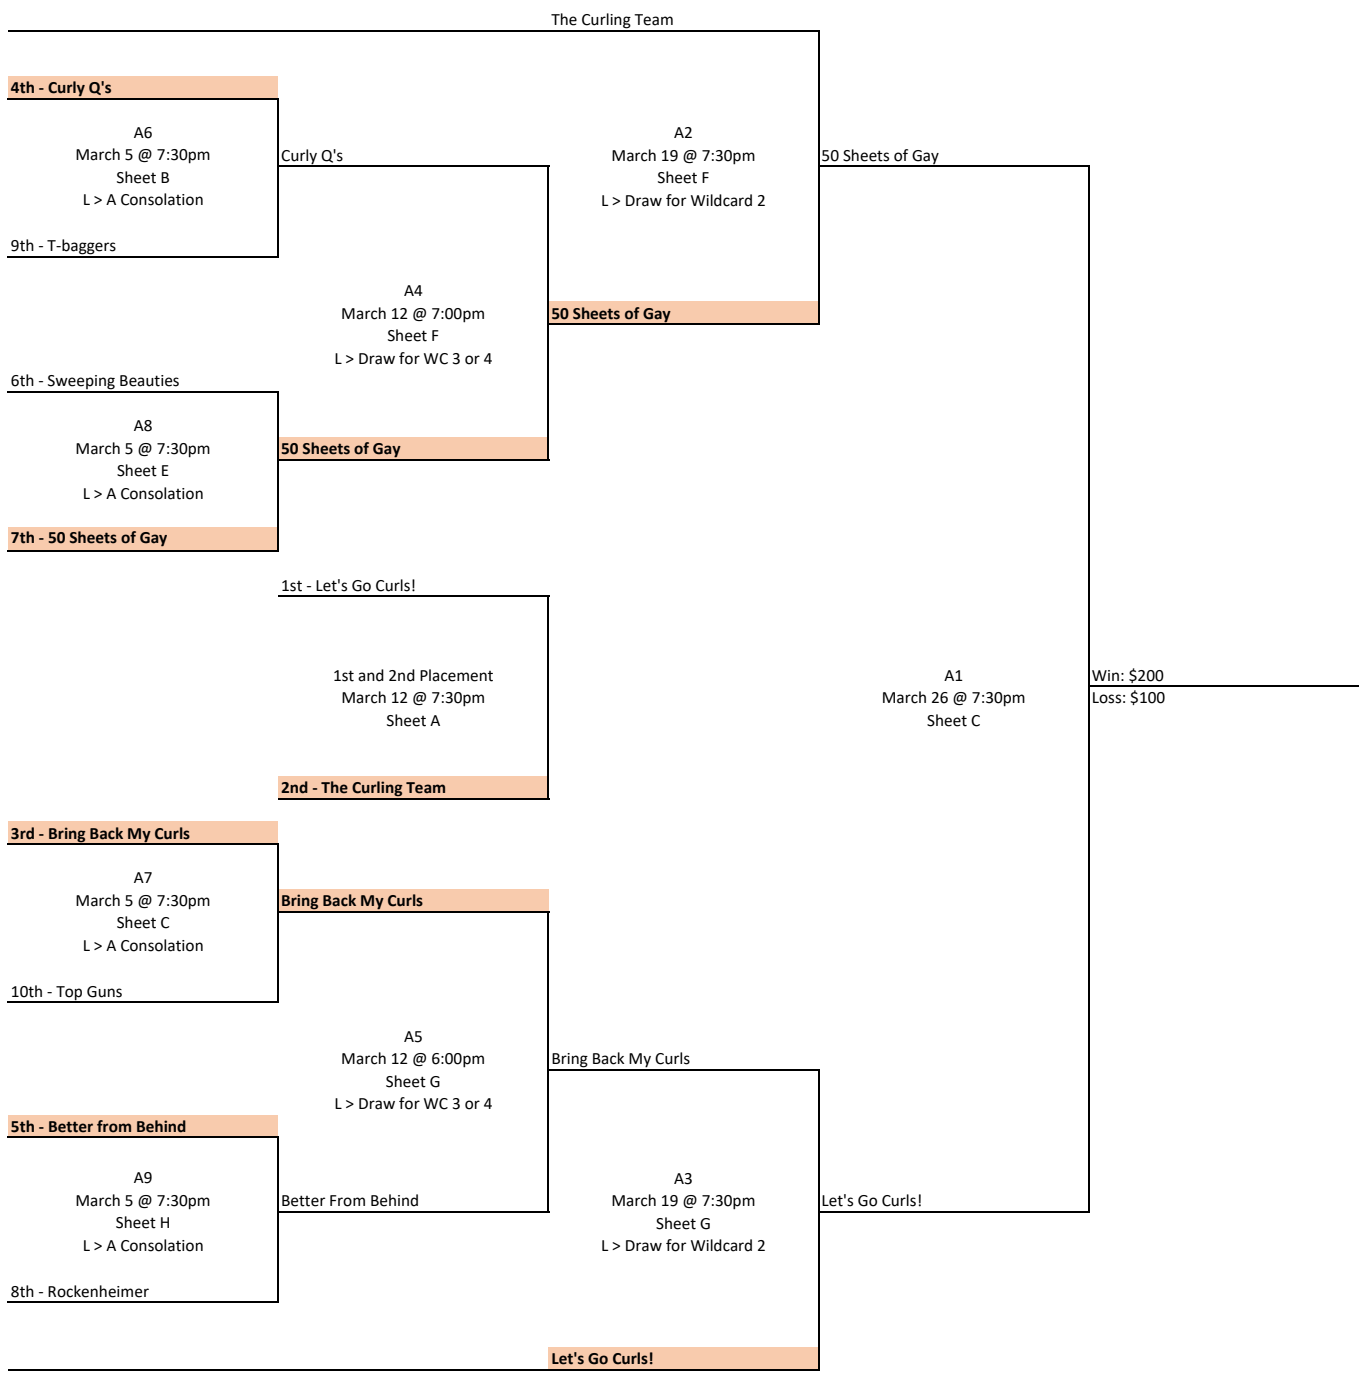 The Curling Team
4th - Curly Q's
A6
March 5 @ 7:30pm
Sheet B
L > A Consolation
9th - T-baggers
Curly Q's
A2
March 19 @ 7:30pm
Sheet F
L > Draw for Wildcard 2
50 Sheets of Gay
A4
March 12 @ 7:00pm
Sheet F
L > Draw for WC 3 or 4
50 Sheets of Gay
6th - Sweeping Beauties
A8
March 5 @ 7:30pm
Sheet E
L > A Consolation
7th - 50 Sheets of Gay
50 Sheets of Gay
1st - Let's Go Curls!
1st and 2nd Placement
March 12 @ 7:30pm
Sheet A
2nd - The Curling Team
A1
March 26 @ 7:30pm
Sheet C
Win: $200
Loss: $100
3rd - Bring Back My Curls
A7
March 5 @ 7:30pm
Sheet C
L > A Consolation
10th - Top Guns
Bring Back My Curls
A5
March 12 @ 6:00pm
Sheet G
L > Draw for WC 3 or 4
Bring Back My Curls
5th - Better from Behind
A9
March 5 @ 7:30pm
Sheet H
L > A Consolation
8th - Rockenheimer
Better From Behind
A3
March 19 @ 7:30pm
Sheet G
L > Draw for Wildcard 2
Let's Go Curls!
Let's Go Curls!